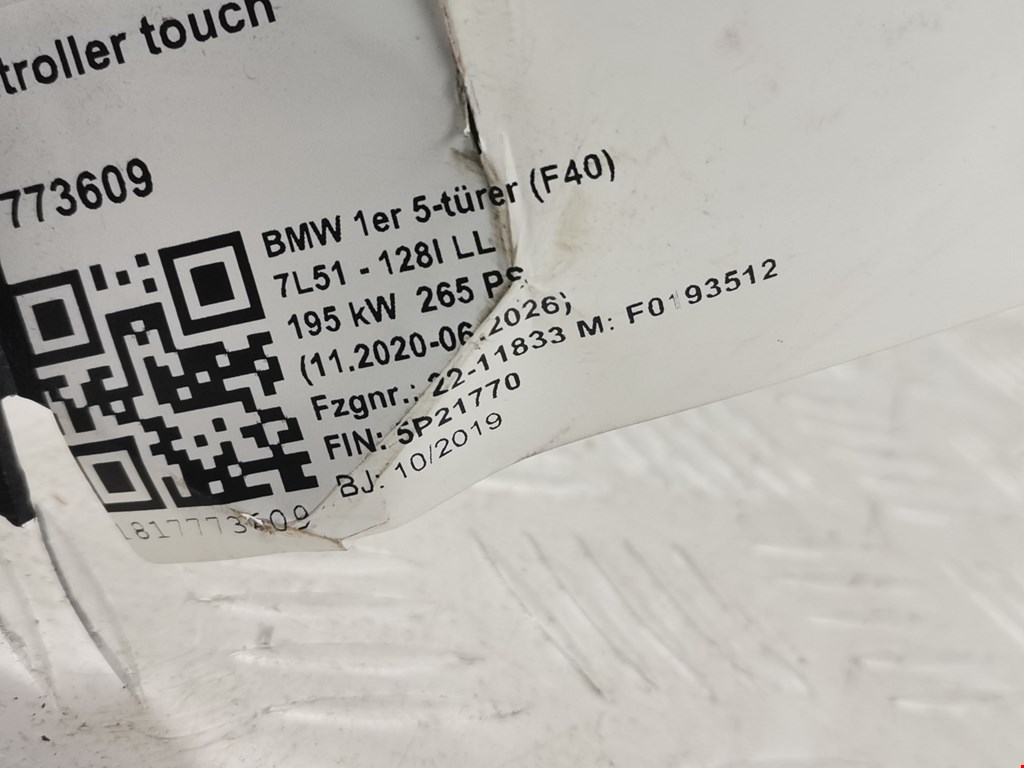 troller touch
773609
BMW 1er 5-türer (F40)
7L51 - 128I LL
195 kW 265 PS
(11.2020-06.2026)
Fzgnr.: 22-11833 M: F0193512
FIN: 5P21770
BJ: 10/2019
L817773609